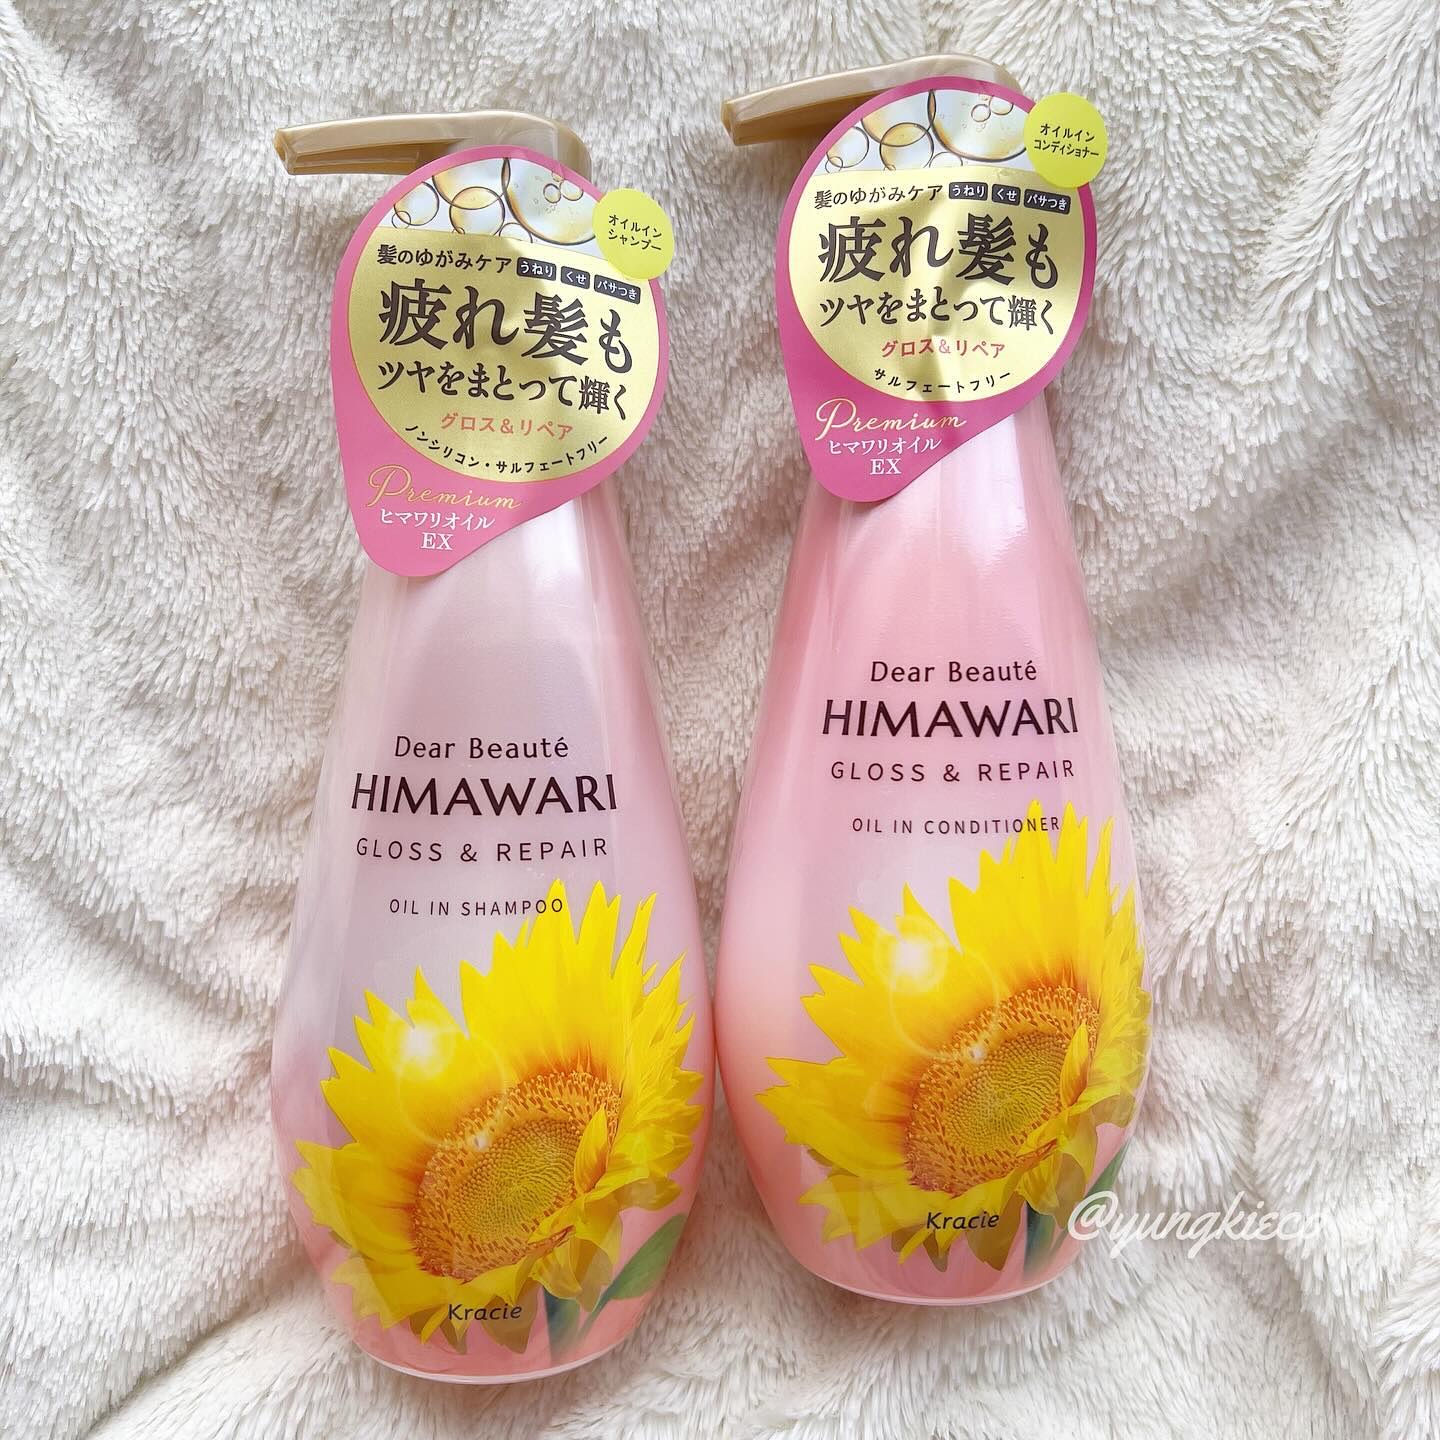 オイルイン
シャンプー
髪のゆがみケア うねり くせ パサつき
疲れ髪も
ツヤをまとって輝く
グロス&リペア
ノンシリコン・サルフェートフリー
Premium
ヒマワリオイル
EX
Dear Beauté
HIMAWARI
GLOSS & REPAIR
OIL IN SHAMPOO
Kracie
オイルイン
コンディショナー
髪のゆがみケア うねり くせ パサつき
疲れ髪も
ツヤをまとって輝く
グロス&リペア
サルフェートフリー
Premium
ヒマワリオイル
EX
Dear Beauté
HIMAWARI
GLOSS & REPAIR
OIL IN CONDITIONER
Kracie